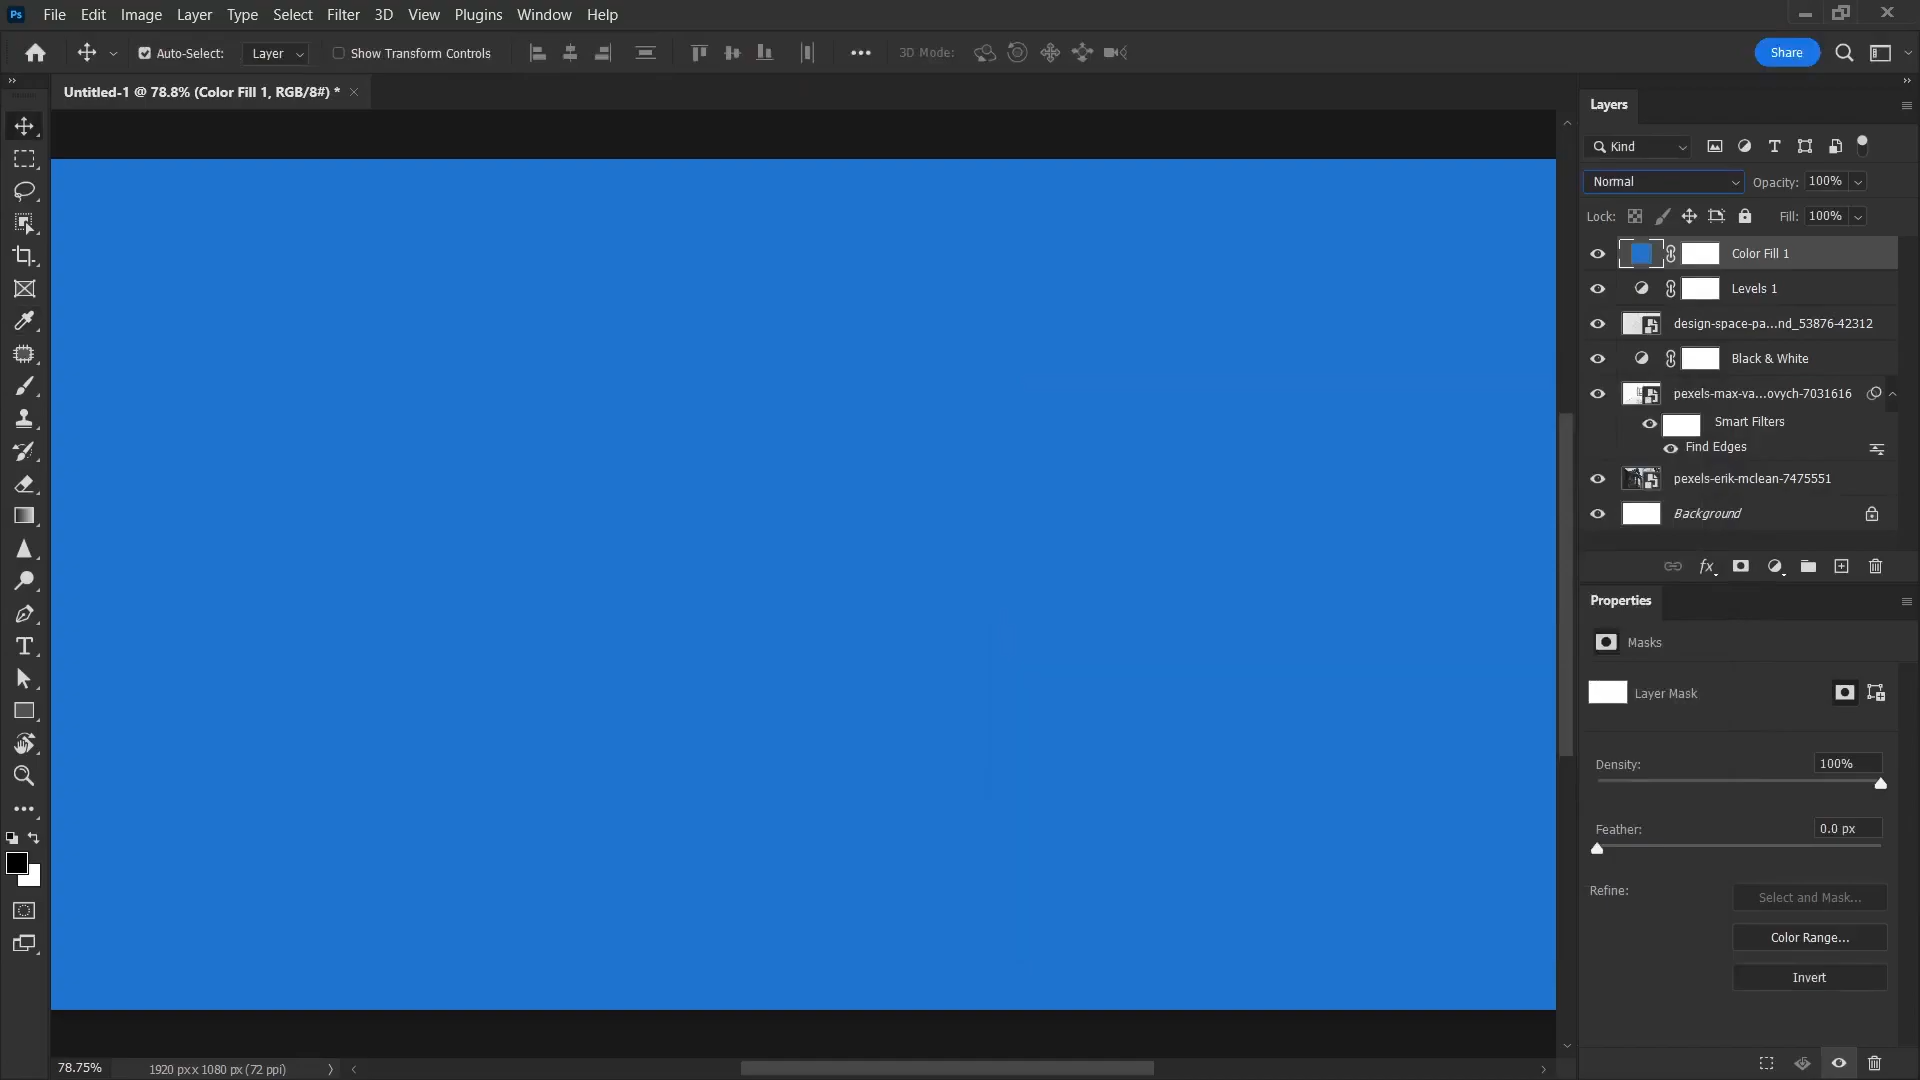 Ps File Edit Image Layer Type Select Filter 3D View Plugins Window Help
Auto-Select: Layer Show Transform Controls 3D Mode: Share
Untitled-1 @ 78.8% (Color Fill 1, RGB/8#) *
Layers
Kind
Normal Opacity: 100%
Lock: Fill: 100%
Color Fill 1
Levels 1
design-space-pa...nd_53876-42312
Black & White
pexels-max-va...ovych-7031616
Smart Filters
Find Edges
pexels-erik-mclean-7475551
Background
fx
Properties
Masks
Layer Mask
Density: 100%
Feather: 0.0 px
Refine: Select and Mask...
Color Range...
Invert
78.75% 1920 px x 1080 px (72 ppi)